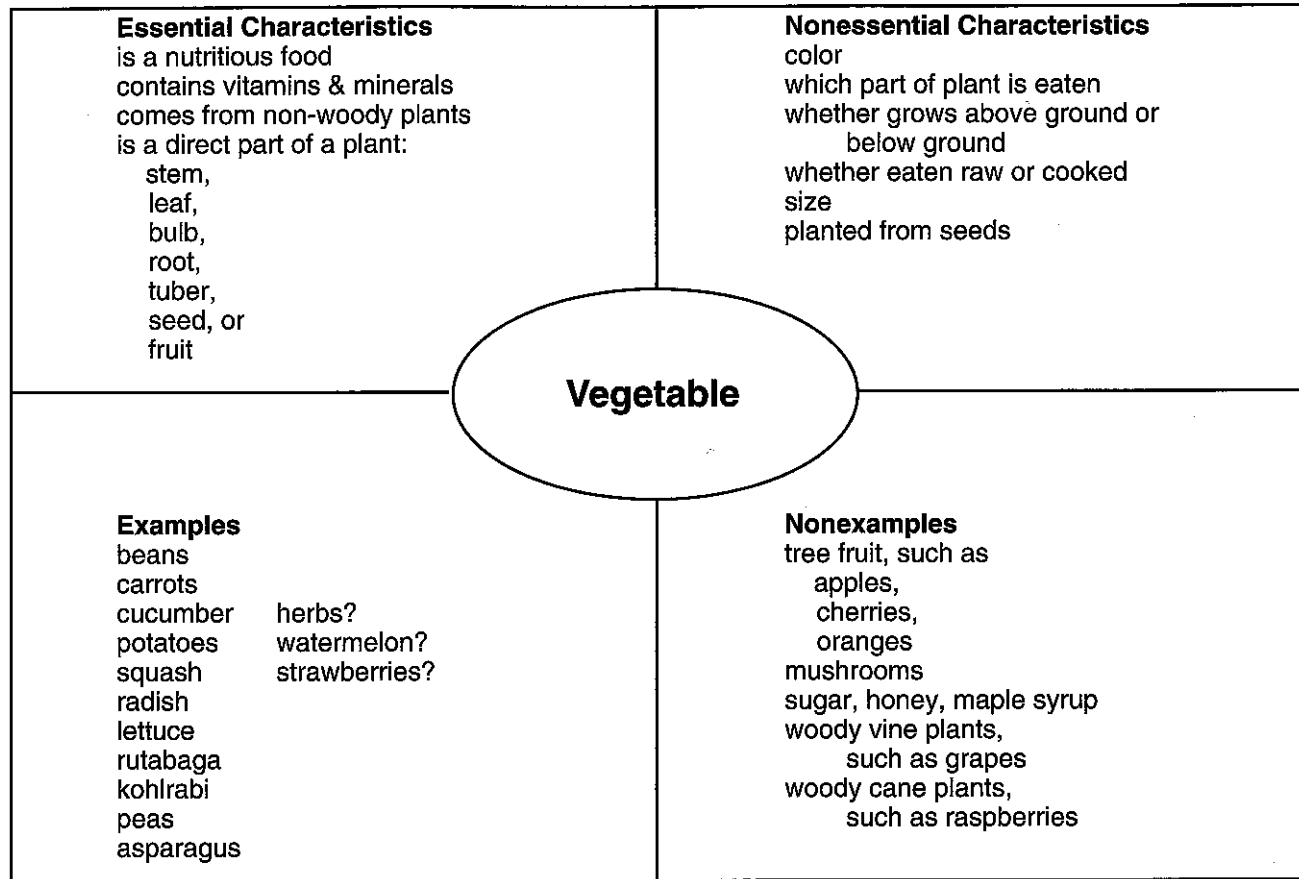 Essential Characteristics
is a nutritious food
contains vitamins & minerals
comes from non-woody plants
is a direct part of a plant:
stem,
leaf,
bulb,
root,
tuber,
seed, or
fruit
Nonessential Characteristics
color
which part of plant is eaten
whether grows above ground or
below ground
whether eaten raw or cooked
size
planted from seeds
Vegetable
Examples
beans
carrots
cucumber herbs?
potatoes watermelon?
squash strawberries?
radish
lettuce
rutabaga
kohlrabi
peas
asparagus
Nonexamples
tree fruit, such as
apples,
cherries,
oranges
mushrooms
sugar, honey, maple syrup
woody vine plants,
such as grapes
woody cane plants,
such as raspberries